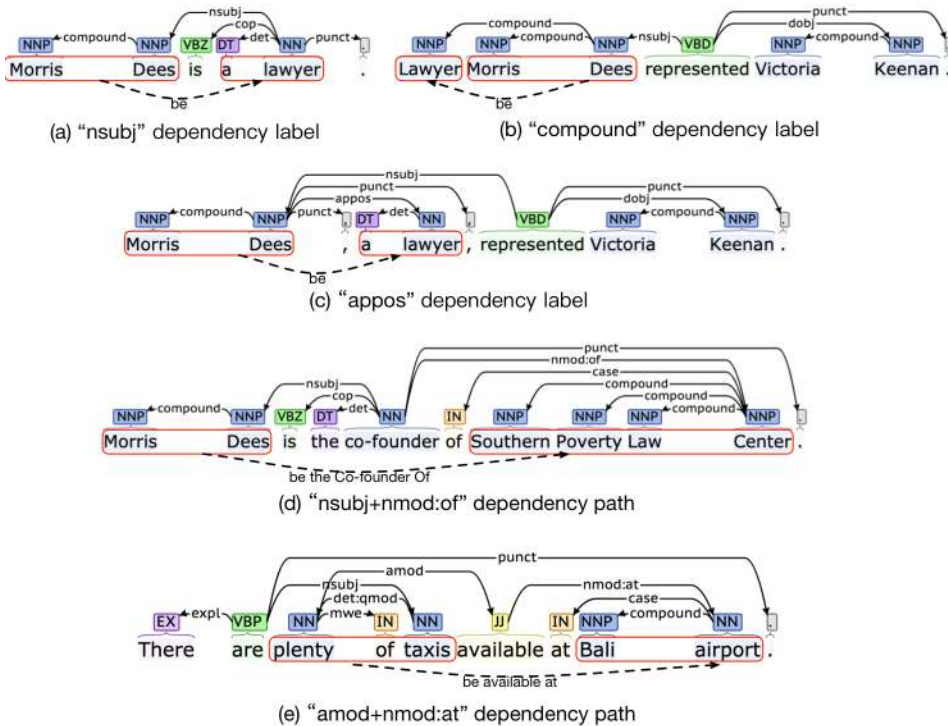 nsubj
cop
compound det punct
NNP NNP VBZ DT NN .
Morris Dees is a lawyer .
be
(a) “nsubj” dependency label
punct
compound dobj
compound nsubj compound
NNP NNP NNP VBD NNP NNP .
Lawyer Morris Dees represented Victoria Keenan .
be
(b) “compound” dependency label
nsubj
punct punct
appos dobj
compound punct det compound
NNP NNP , DT NN , VBD NNP NNP .
Morris Dees , a lawyer , represented Victoria Keenan .
be
(c) “appos” dependency label
punct
nmod:of
case
nsubj compound
cop compound
compound det compound
NNP NNP VBZ DT NN IN NNP NNP NNP NNP .
Morris Dees is the co-founder of Southern Poverty Law Center .
be the Co-founder Of
(d) “nsubj+nmod:of” dependency path
punct
amod
nsubj nmod:at
det:qmod case
expl mwe compound
EX VBP NN IN NN JJ IN NNP NN .
There are plenty of taxis available at Bali airport .
be available at
(e) “amod+nmod:at” dependency path